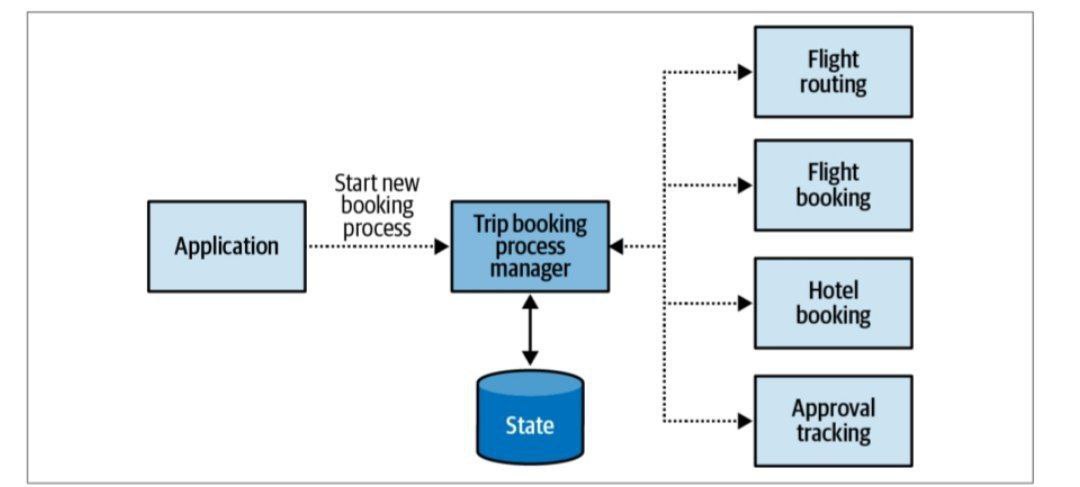 Application
Start new
booking
process
Trip booking
process
manager
State
Flight
routing
Flight
booking
Hotel
booking
Approval
tracking